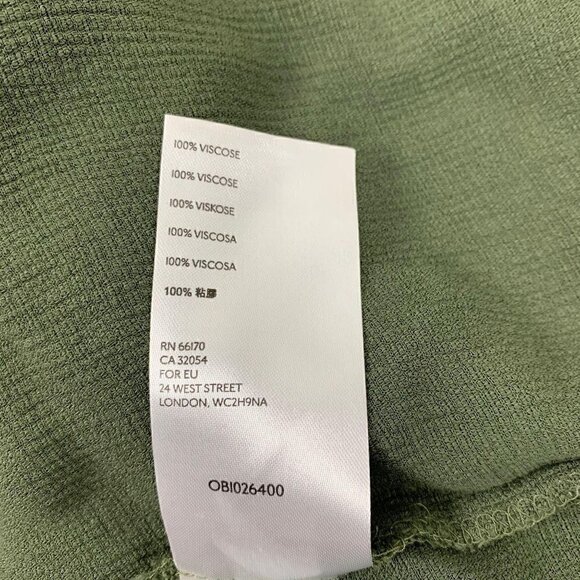 100% VISCOSE
100% VISCOSE
100% VISKOSE
100% VISCOSA
100% VISCOSA
100% 粘膠
RN 66170
CA 32054
FOR EU
24 WEST STREET
LONDON, WC2H9NA
OB1026400